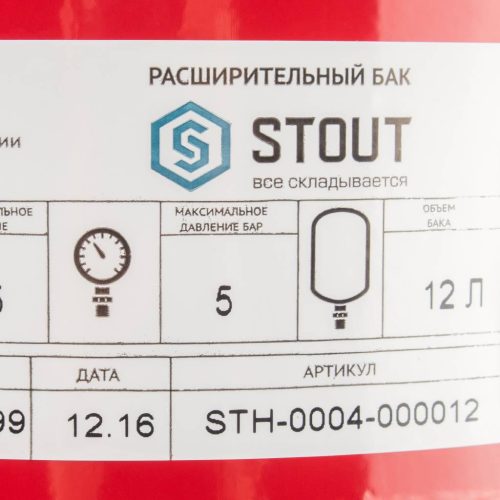 РАСШИРИТЕЛЬНЫЙ БАК
S STOUT
все складывается
МАКСИМАЛЬНОЕ
ДАВЛЕНИЕ БАР
ОБЪЕМ
БАКА
5
12 Л
ДАТА
АРТИКУЛ
99
12.16
STH-0004-000012